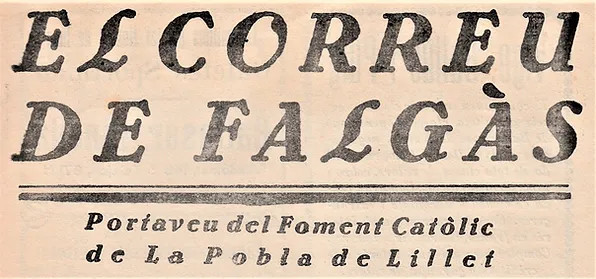 EL CORREU
DE FALGÀS
Portaveu del Foment Catòlic
de La Pobla de Lillet